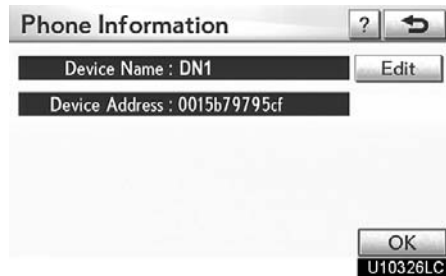 Phone Information ?
Device Name : DN1 Edit
Device Address : 0015b79795cf
OK
U10326LC